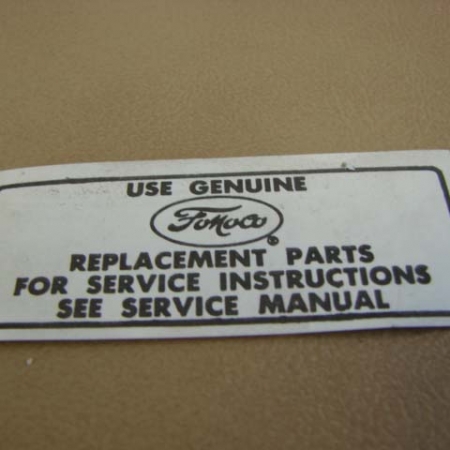 USE GENUINE
FoMoCo
®
REPLACEMENT PARTS
FOR SERVICE INSTRUCTIONS
SEE SERVICE MANUAL